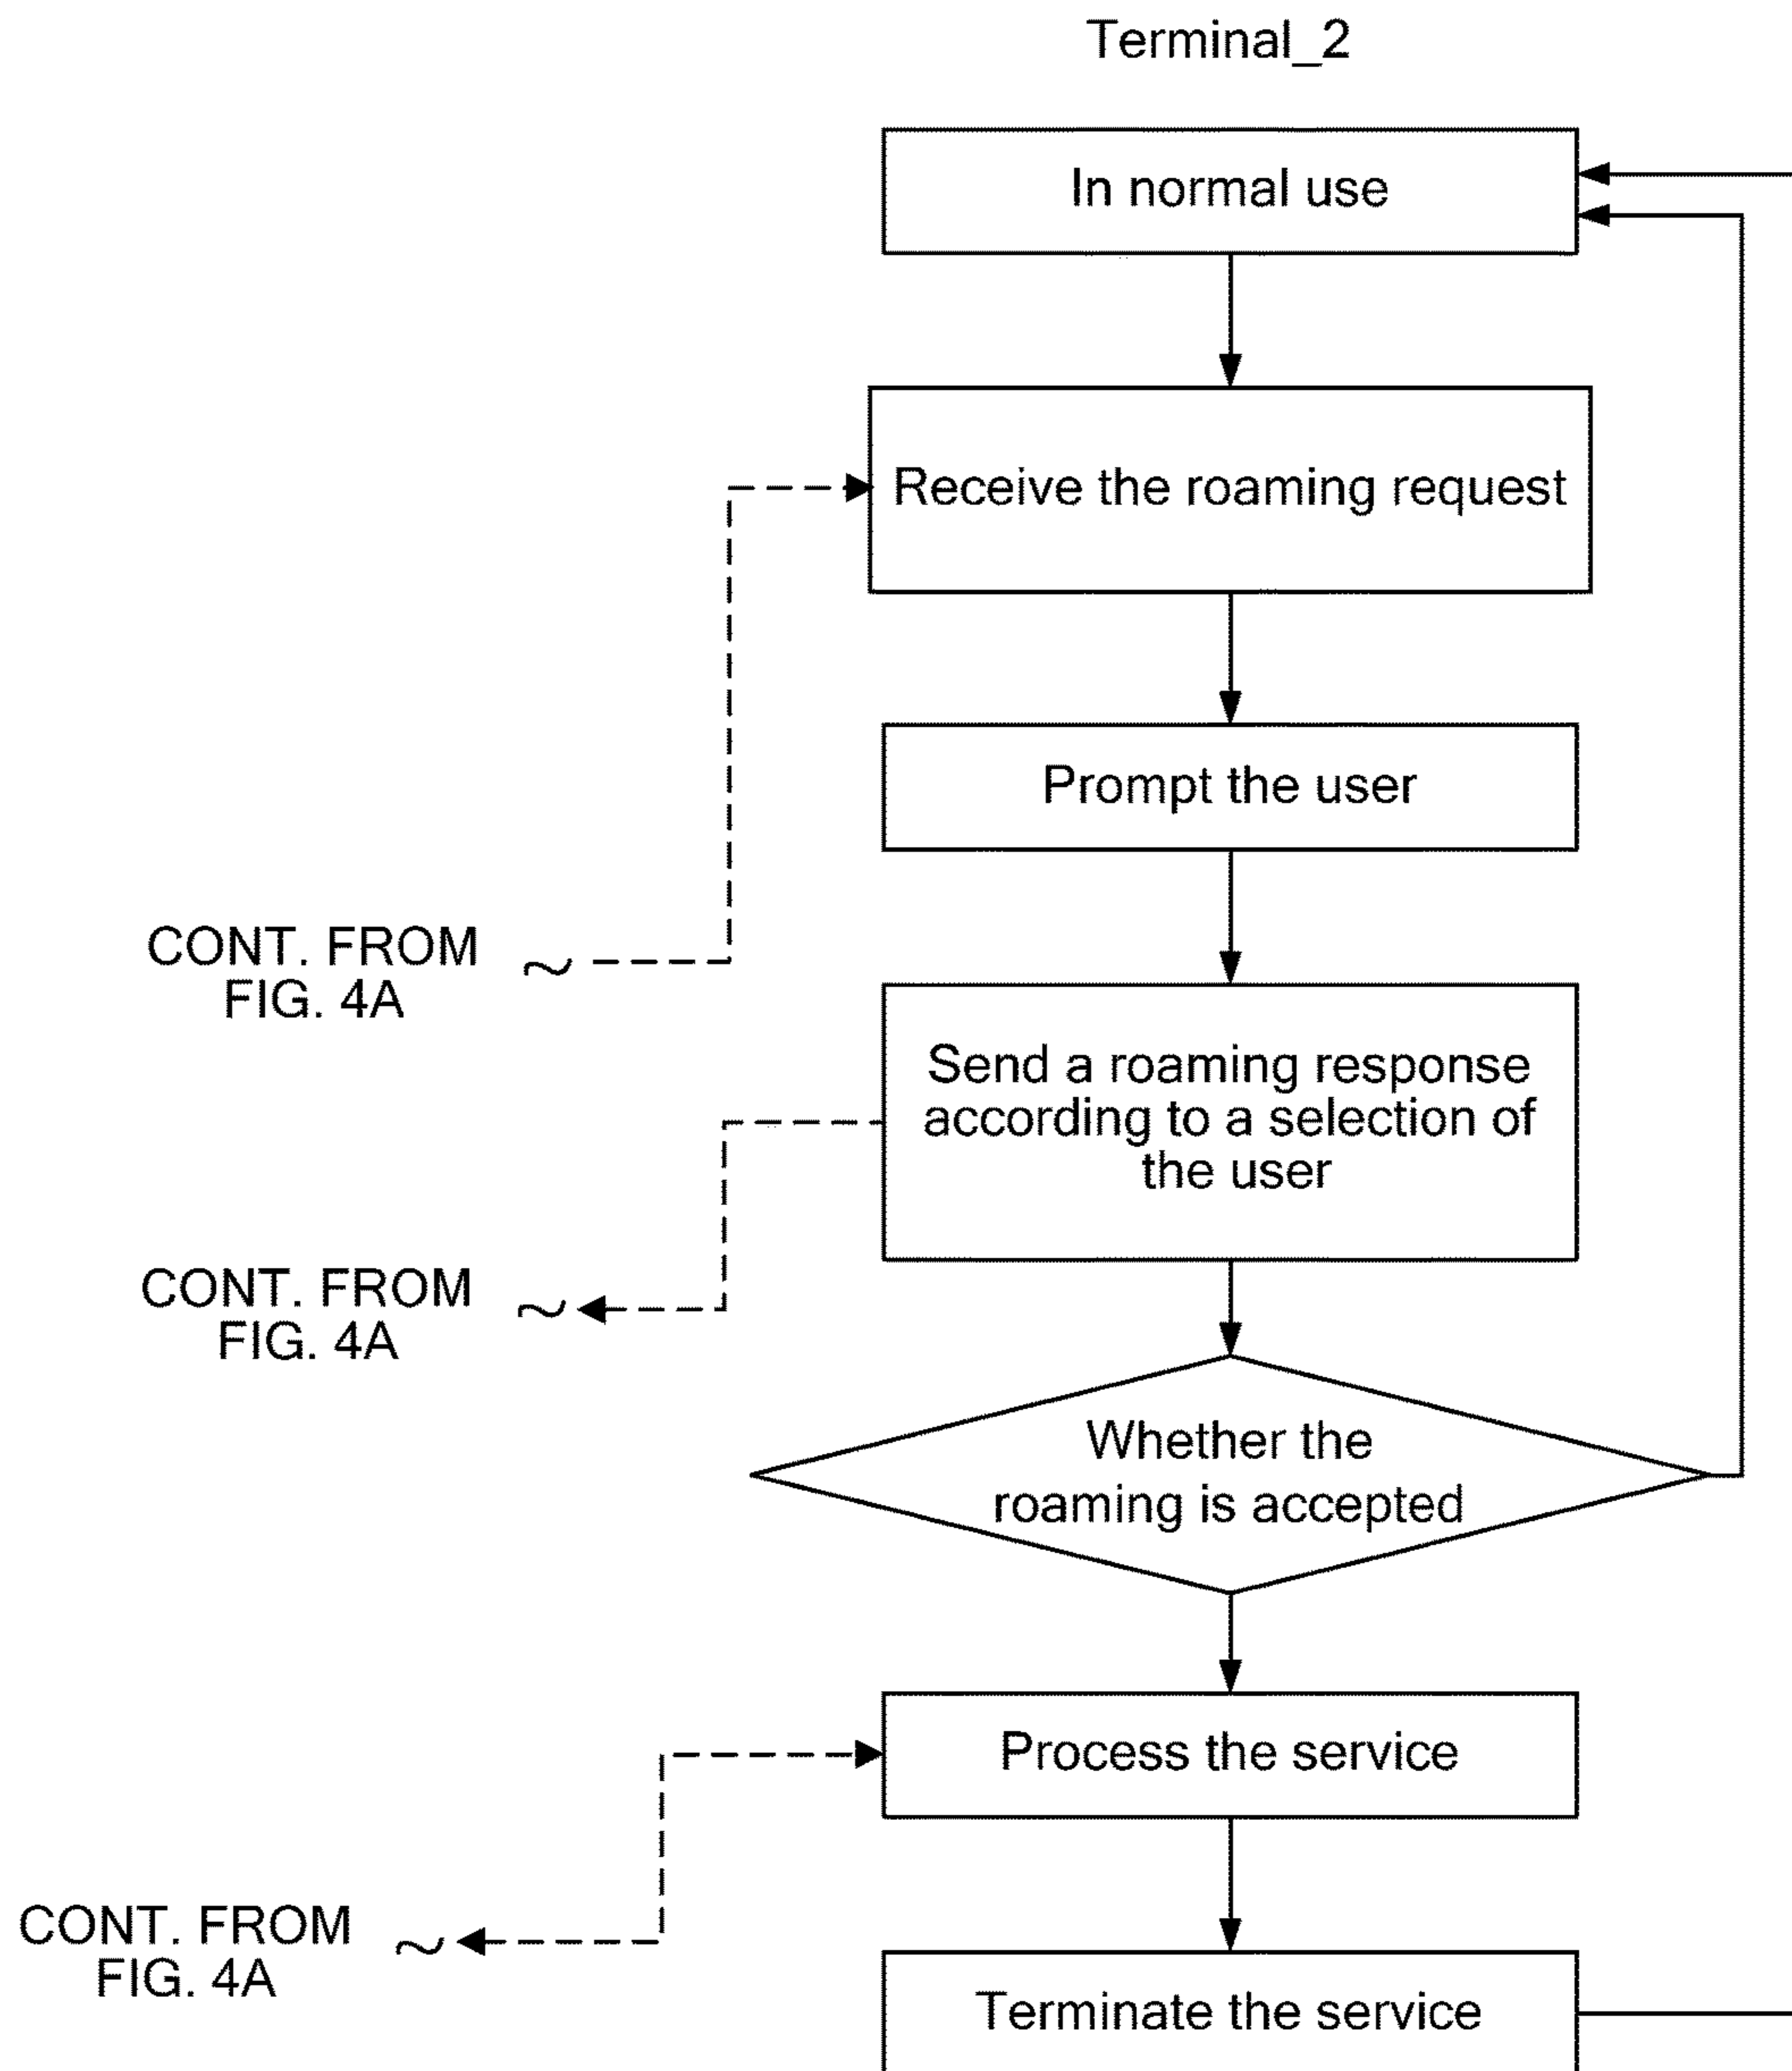 Terminal_2
In normal use
Receive the roaming request
Prompt the user
CONT. FROM
FIG. 4A
Send a roaming response
according to a selection of
the user
CONT. FROM
FIG. 4A
Whether the
roaming is accepted
Process the service
CONT. FROM
FIG. 4A
Terminate the service